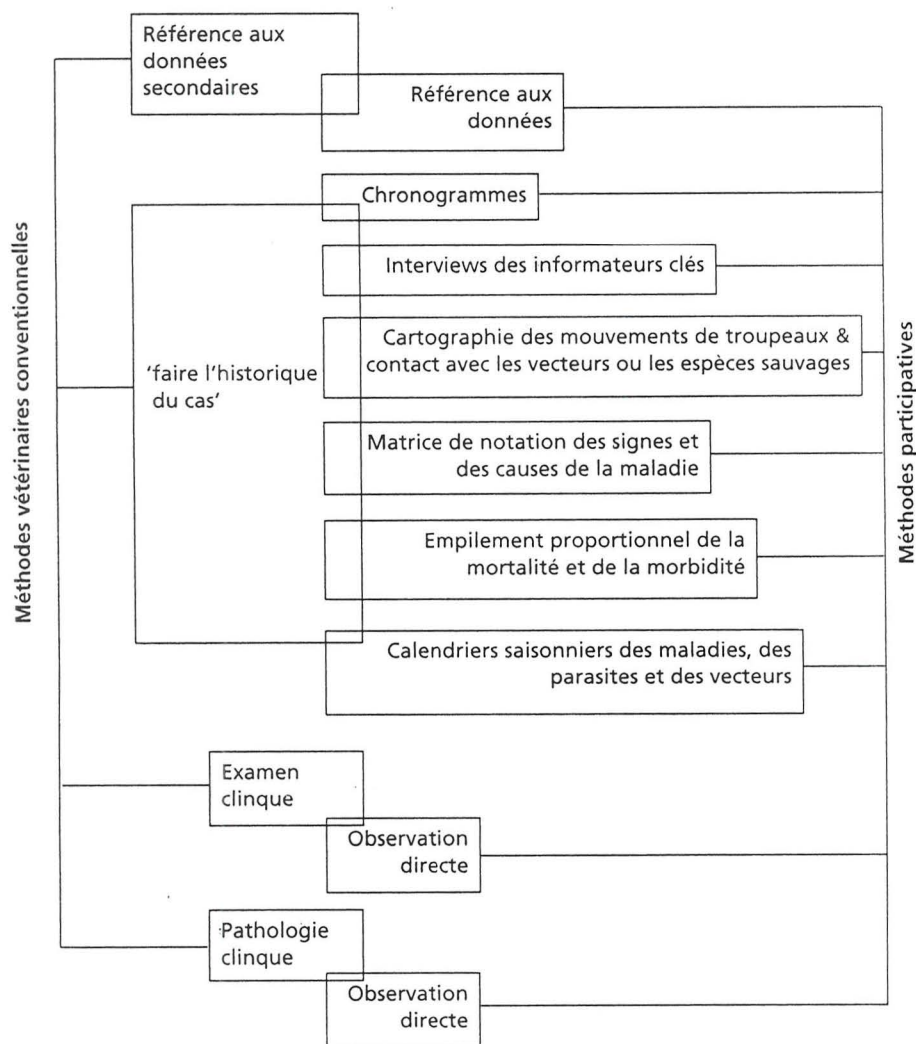 Référence aux
données
secondaires
Référence aux
données
Chronogrammes
Interviews des informateurs clés
Cartographie des mouvements de troupeaux &
contact avec les vecteurs ou les espèces sauvages
'faire l'historique
du cas'
Matrice de notation des signes et
des causes de la maladie
Empilement proportionnel de la
mortalité et de la morbidité
Calendriers saisonniers des maladies, des
parasites et des vecteurs
Examen
clinque
Observation
directe
Pathologie
clinque
Observation
directe
Méthodes vétérinaires conventionnelles
Méthodes participatives